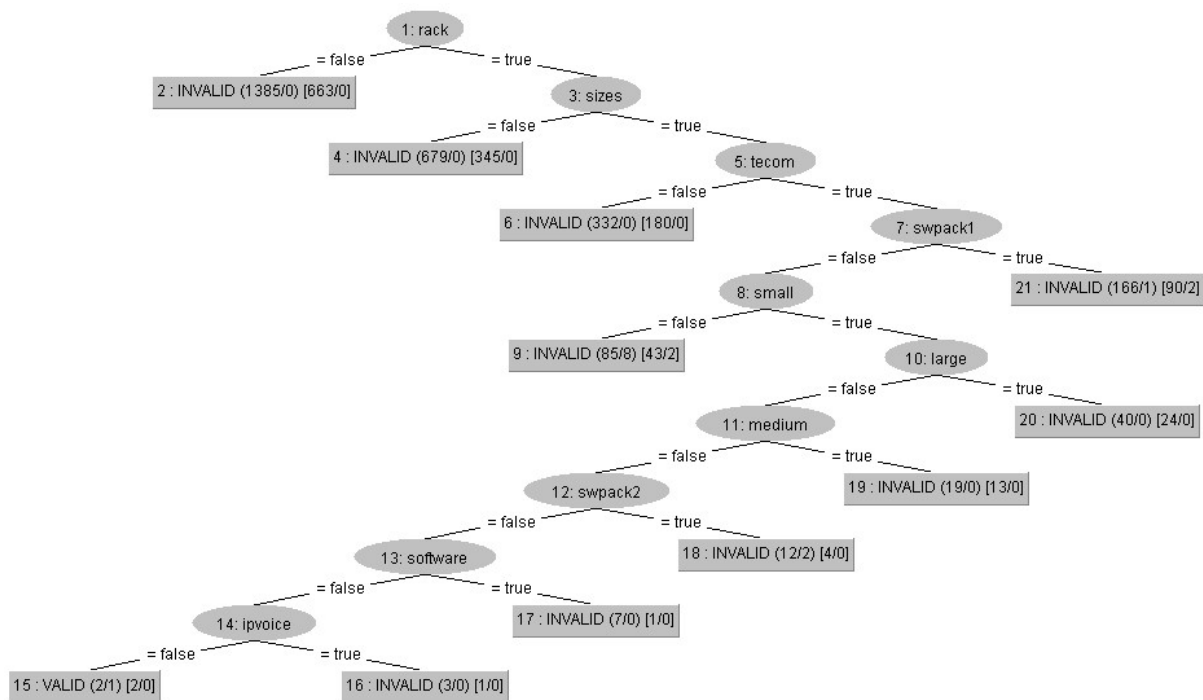 1: rack
= false
= true
2 : INVALID (1385/0) [663/0]
3: sizes
= false
= true
4 : INVALID (679/0) [345/0]
5: tecom
= false
= true
6 : INVALID (332/0) [180/0]
7: swpack1
= false
= true
8: small
21 : INVALID (166/1) [90/2]
= false
= true
9 : INVALID (85/8) [43/2]
10: large
= false
= true
11: medium
20 : INVALID (40/0) [24/0]
= false
= true
12: swpack2
19 : INVALID (19/0) [13/0]
= false
= true
13: software
18 : INVALID (12/2) [4/0]
= false
= true
14: ipvoice
17 : INVALID (7/0) [1/0]
= false
= true
15 : VALID (2/1) [2/0]
16 : INVALID (3/0) [1/0]